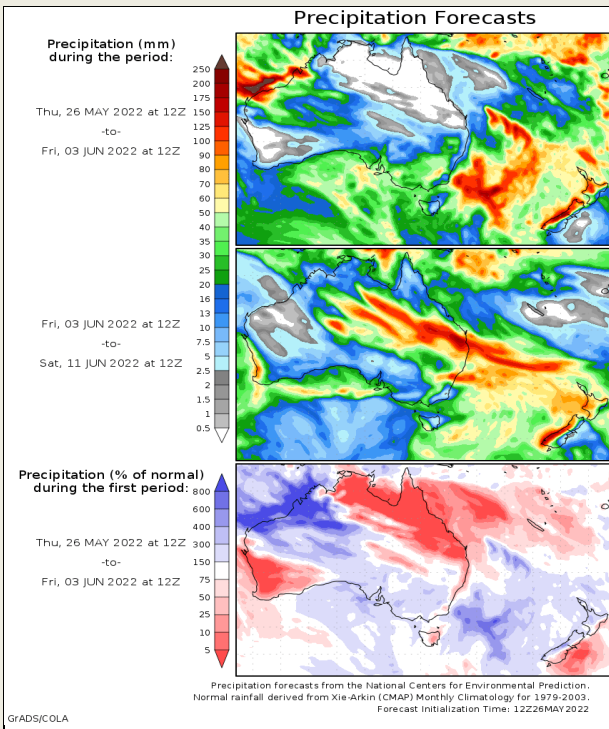 Precipitation Forecasts
Precipitation (mm)
during the period:
Thu, 26 MAY 2022 at 12Z
-to-
Fri, 03 JUN 2022 at 12Z
250
200
175
150
125
100
90
80
70
60
50
40
35
30
25
20
16
13
10
7.5
5
2.5
2
1.5
1
0.5
Fri, 03 JUN 2022 at 12Z
-to-
Sat, 11 JUN 2022 at 12Z
Precipitation (% of normal)
during the first period:
Thu, 26 MAY 2022 at 12Z
-to-
Fri, 03 JUN 2022 at 12Z
800
600
400
300
150
75
50
25
10
5
Precipitation forecasts from the National Centers for Environmental Prediction.
Normal rainfall derived from Xie-Arkin (CMAP) Monthly Climatology for 1979-2003.
Forecast Initialization Time: 12Z26MAY2022
GrADS/COLA